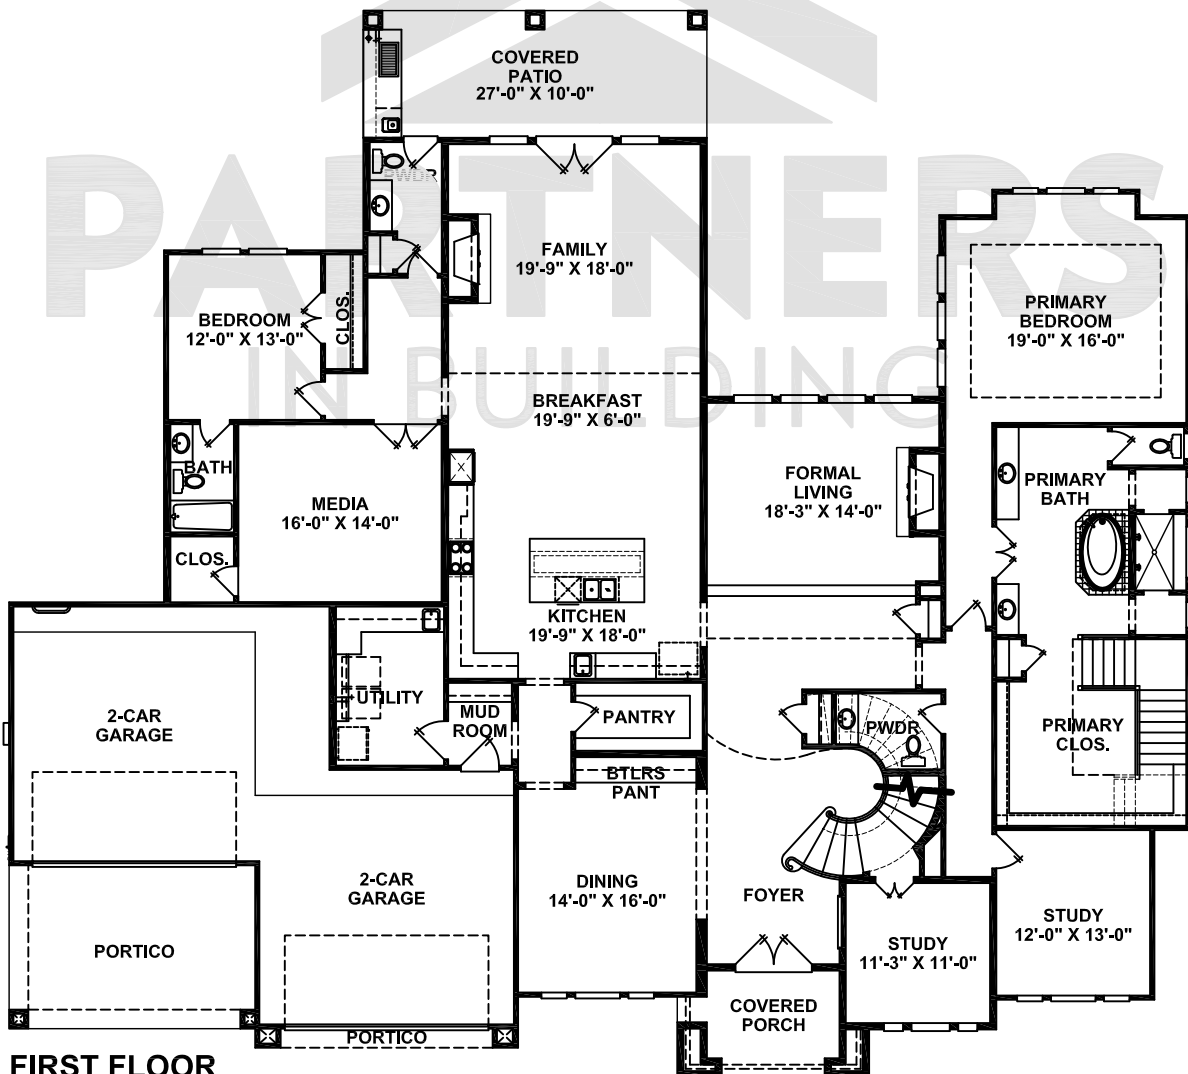 COVERED
PATIO
27'-0" X 10'-0"
PARTNERS
IN BUILDING
PWDR
FAMILY
19'-9" X 18'-0"
BEDROOM
12'-0" X 13'-0"
CLOS.
PRIMARY
BEDROOM
19'-0" X 16'-0"
BREAKFAST
19'-9" X 6'-0"
BATH
MEDIA
16'-0" X 14'-0"
FORMAL
LIVING
18'-3" X 14'-0"
PRIMARY
BATH
CLOS.
KITCHEN
19'-9" X 18'-0"
UTILITY
MUD
ROOM
PANTRY
2-CAR
GARAGE
PWDR
PRIMARY
CLOS.
BTLRS
PANT
2-CAR
GARAGE
DINING
14'-0" X 16'-0"
FOYER
STUDY
11'-3" X 11'-0"
STUDY
12'-0" X 13'-0"
PORTICO
COVERED
PORCH
PORTICO
FIRST FLOOR